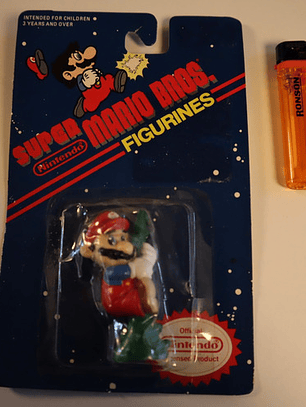 INTENDED FOR CHILDREN
3 YEARS AND OVER
SUPER MARIO BROS.
Nintendo FIGURINES
Official
Nintendo
Licensed Product
RONSON